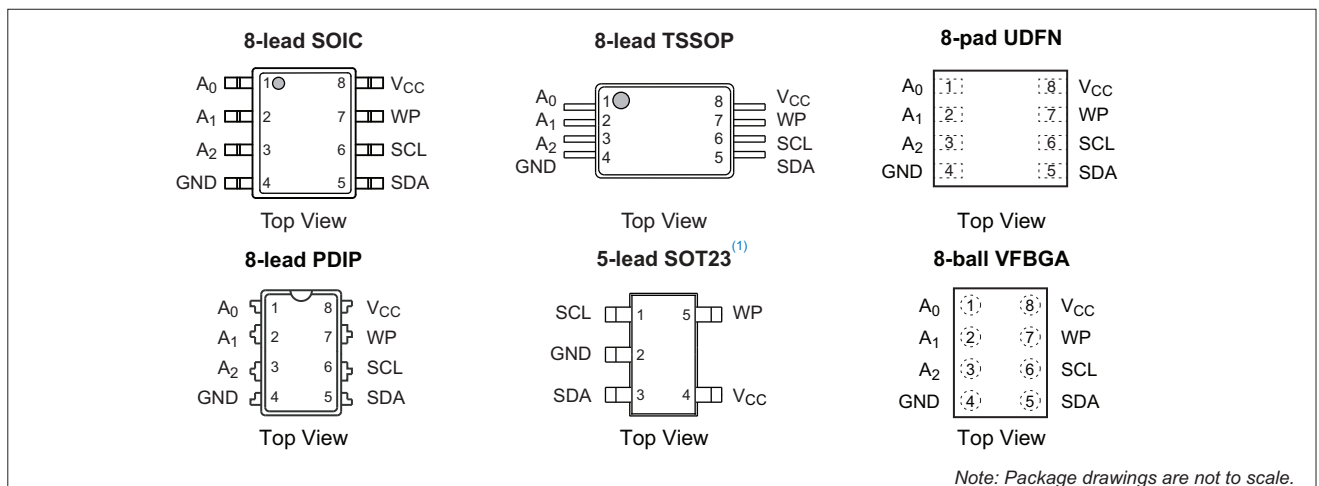 8-lead SOIC
A0 1 8 VCC
A1 2 7 WP
A2 3 6 SCL
GND 4 5 SDA
Top View
8-lead TSSOP
A0 1 8 VCC
A1 2 7 WP
A2 3 6 SCL
GND 4 5 SDA
Top View
8-pad UDFN
A0 1 8 VCC
A1 2 7 WP
A2 3 6 SCL
GND 4 5 SDA
Top View
8-lead PDIP
A0 1 8 VCC
A1 2 7 WP
A2 3 6 SCL
GND 4 5 SDA
Top View
5-lead SOT23(1)
SCL 1 5 WP
GND 2
SDA 3 4 VCC
Top View
8-ball VFBGA
A0 1 8 VCC
A1 2 7 WP
A2 3 6 SCL
GND 4 5 SDA
Top View
Note: Package drawings are not to scale.